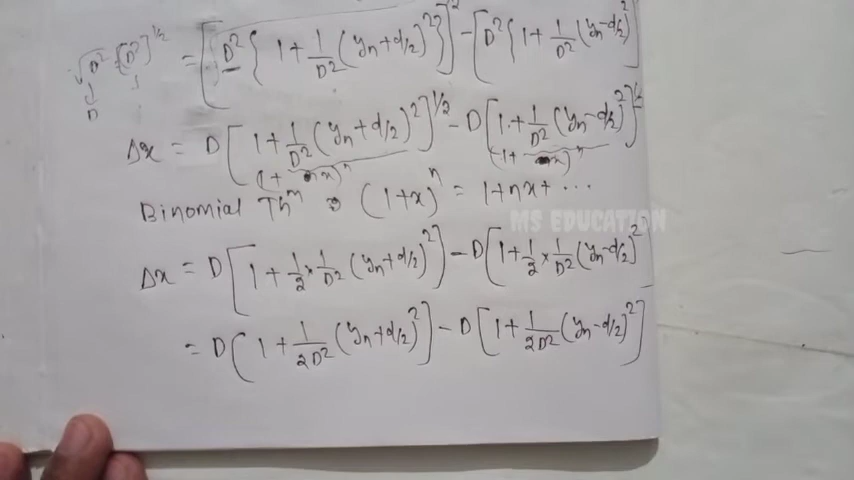 √D² = [D²]^{1/2} = [D²{1 + 1/D² (yn + d/2)²}]^{1/2} - [D²{1 + 1/D² (yn - d/2)²
↓ ↓
D
Δx = D[1 + 1/D² (yn + d/2)²]^{1/2} - D[1 + 1/D² (yn - d/2)²]^{1/2}
(1 + x)ⁿ (1 + x)ⁿ
Binomial Thᵐ (1+x)ⁿ = 1+nx+ ...
MS EDUCATION
Δx = D[1 + 1/2 × 1/D² (yn + d/2)²] - D[1 + 1/2 × 1/D² (yn - d/2)²]
= D[1 + 1/2D² (yn + d/2)²] - D[1 + 1/2D² (yn - d/2)²]